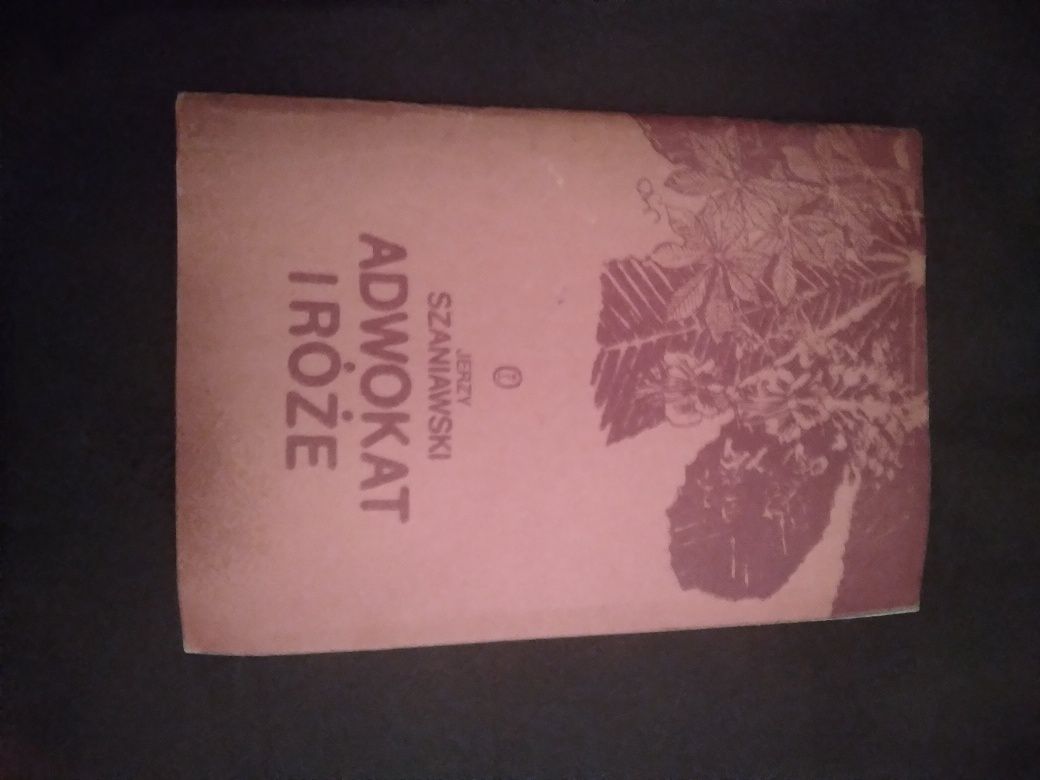 JERZY
SZANIAWSKI
ADWOKAT
I RÓŻE